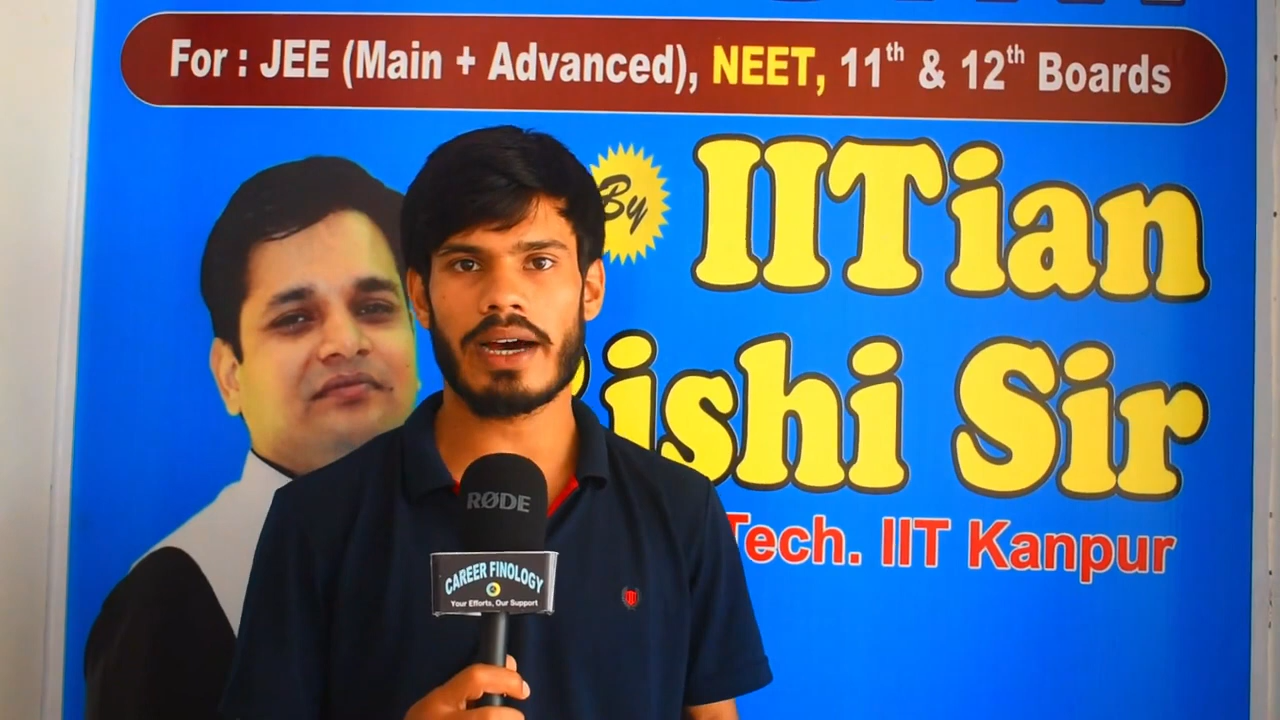 For : JEE (Main + Advanced), NEET, 11th & 12th Boards
By
IITian
ishi Sir
Tech. IIT Kanpur
RØDE
CAREER FINOLOGY
Your Efforts, Our Support